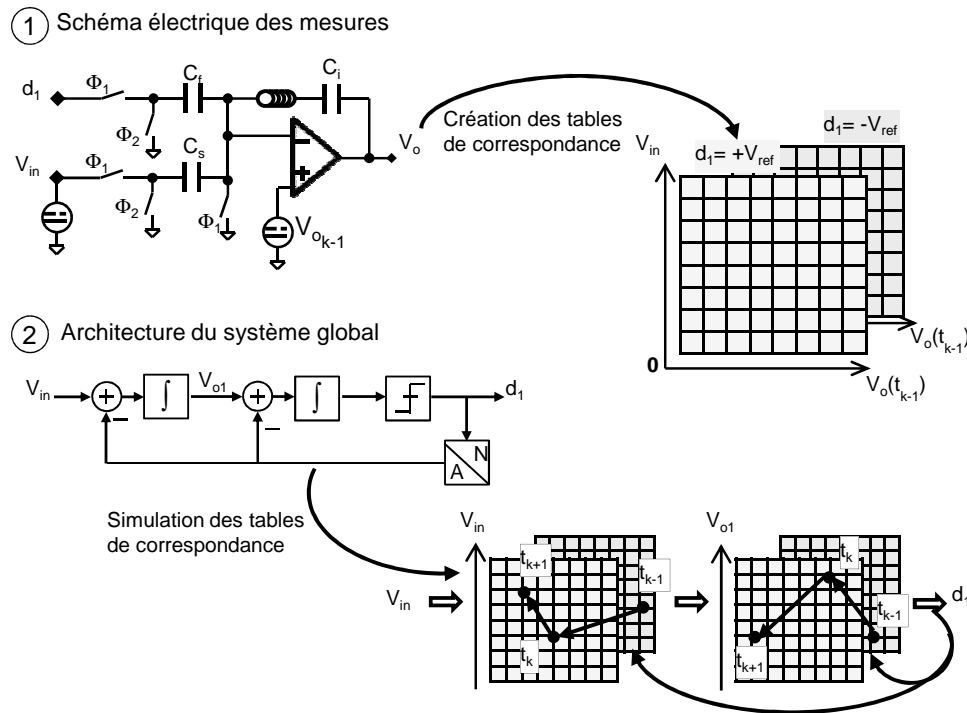 1 Schéma électrique des mesures
d1
Φ1
Cf
Ci
Φ2
Cs
Vin
Φ1
Φ2
Φ1
Vo
Vok-1
Création des tables
de correspondance
Vin
d1= +Vref
d1= -Vref
Vo(tk-1)
0
Vo(tk-1)
2 Architecture du système global
Vin
+
−
∫
Vo1
+
−
∫
d1
A N
Simulation des tables
de correspondance
Vin
Vin
tk+1
tk-1
tk
Vo1
tk
tk-1
tk+1
d1